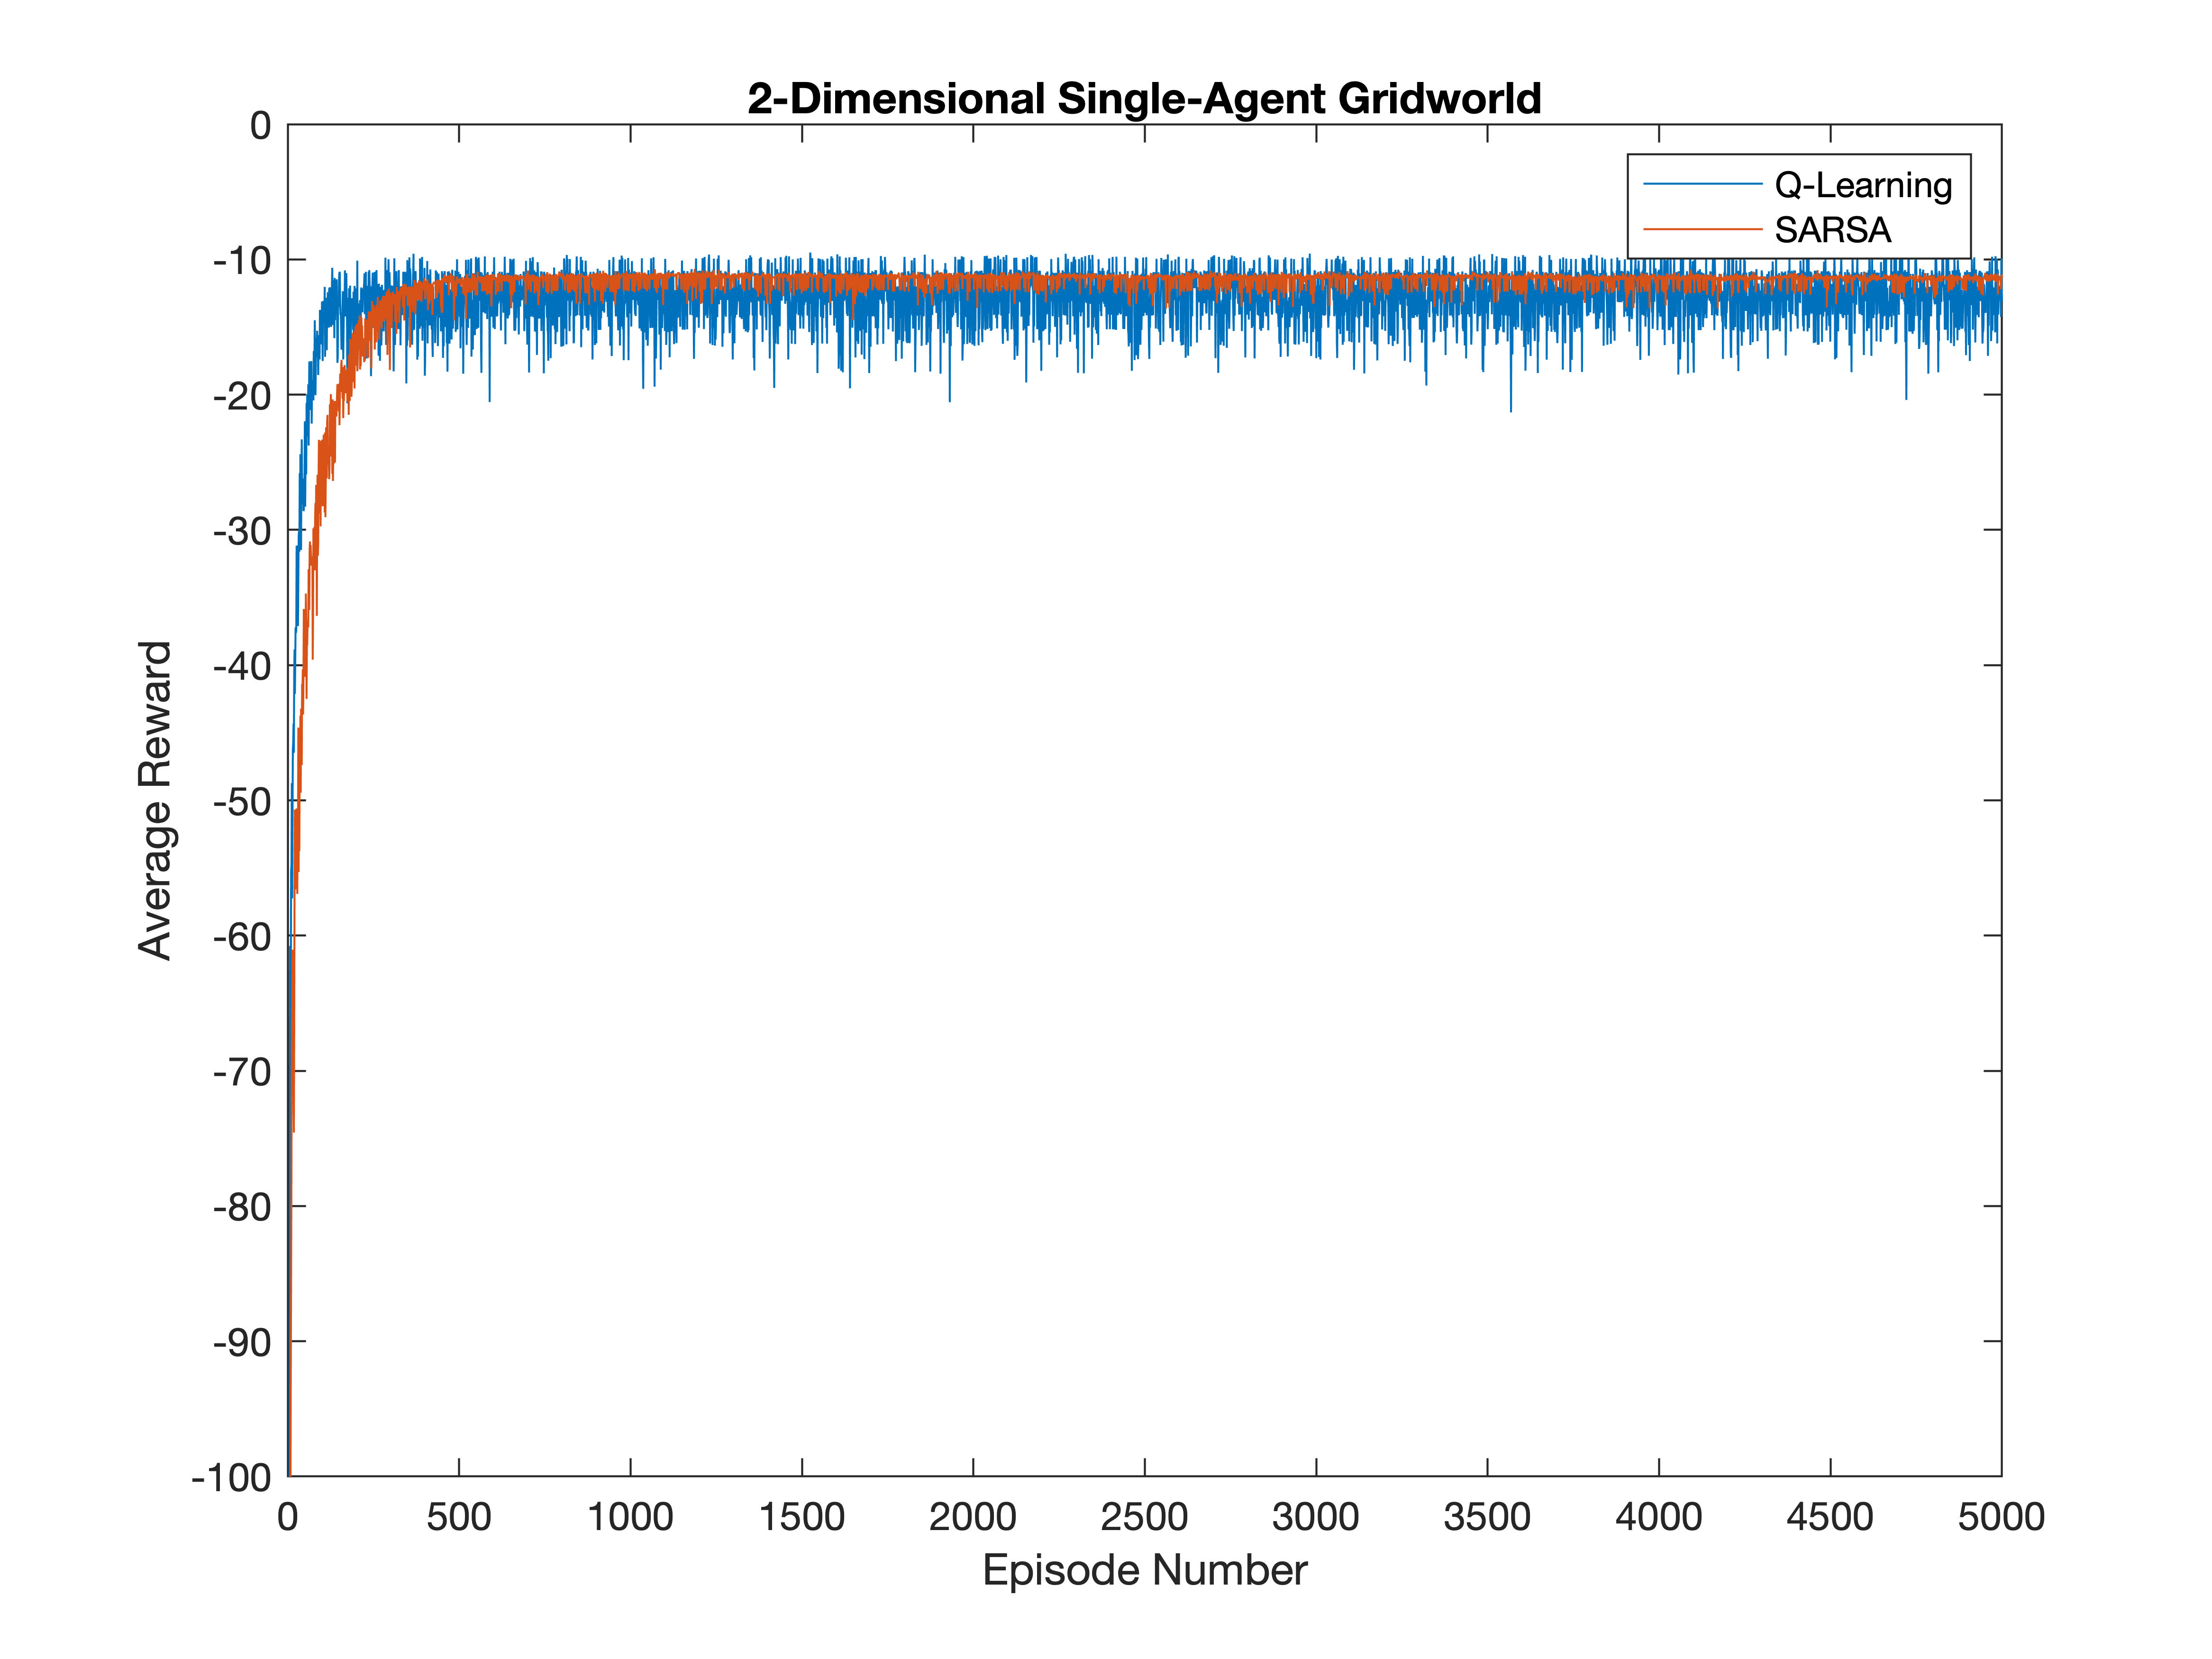 2-Dimensional Single-Agent Gridworld
Q-Learning
SARSA
0
-10
-20
-30
-40
-50
-60
-70
-80
-90
-100
Average Reward
0 500 1000 1500 2000 2500 3000 3500 4000 4500 5000
Episode Number